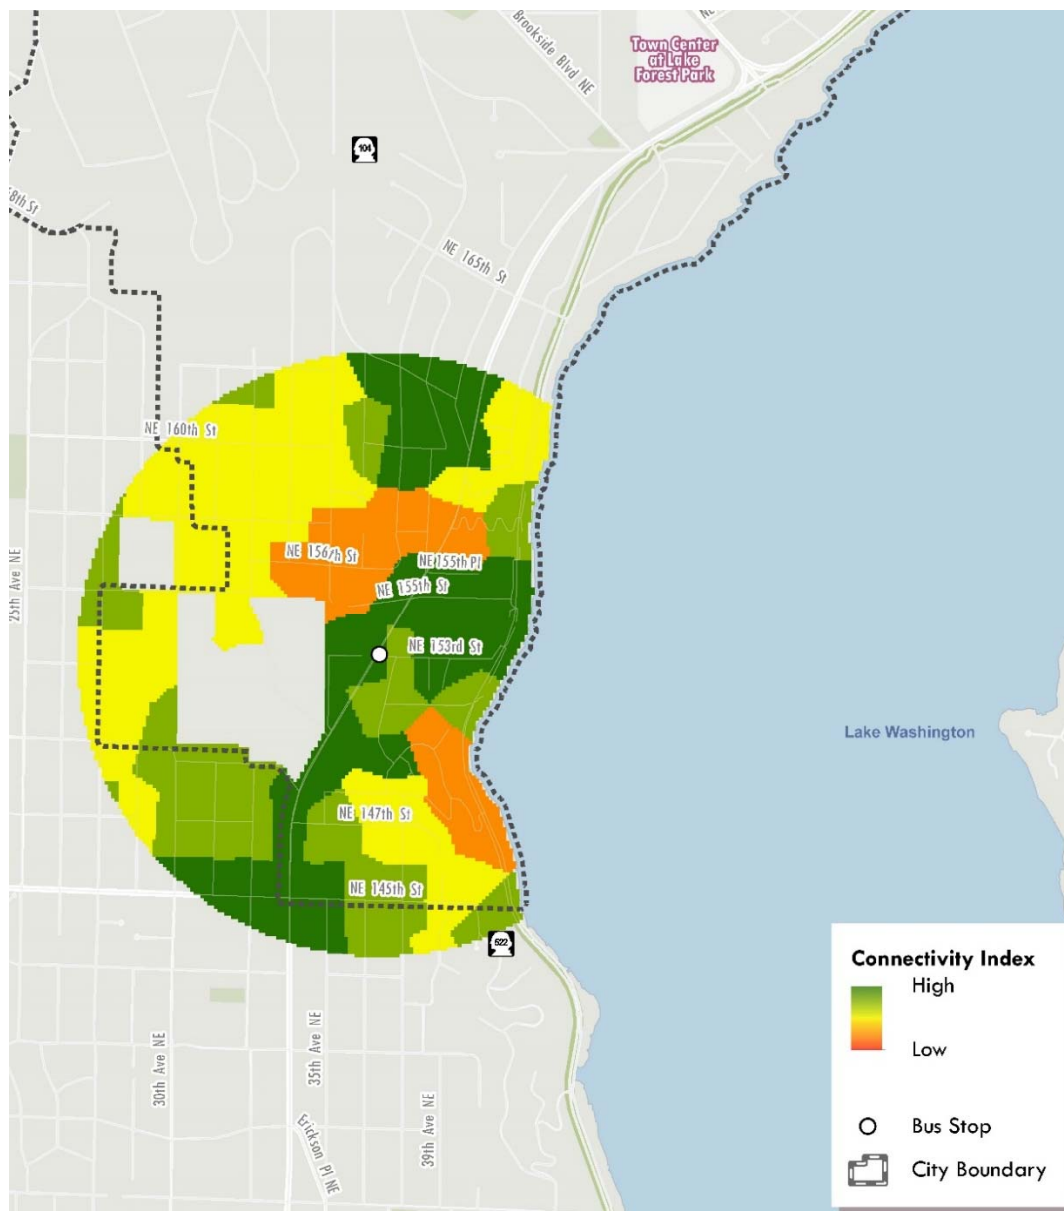 Brookside Blvd NE
NE
Town Center
at Lake
Forest Park
104
68th St
NE 165th St
NE 160th St
25th Ave NE
NE 156th St
NE 155th Pl
NE 155th St
NE 153rd St
Lake Washington
NE 147th St
NE 145th St
522
30th Ave NE
35th Ave NE
39th Ave NE
Erickson Pl NE
Connectivity Index
High
Low
Bus Stop
City Boundary